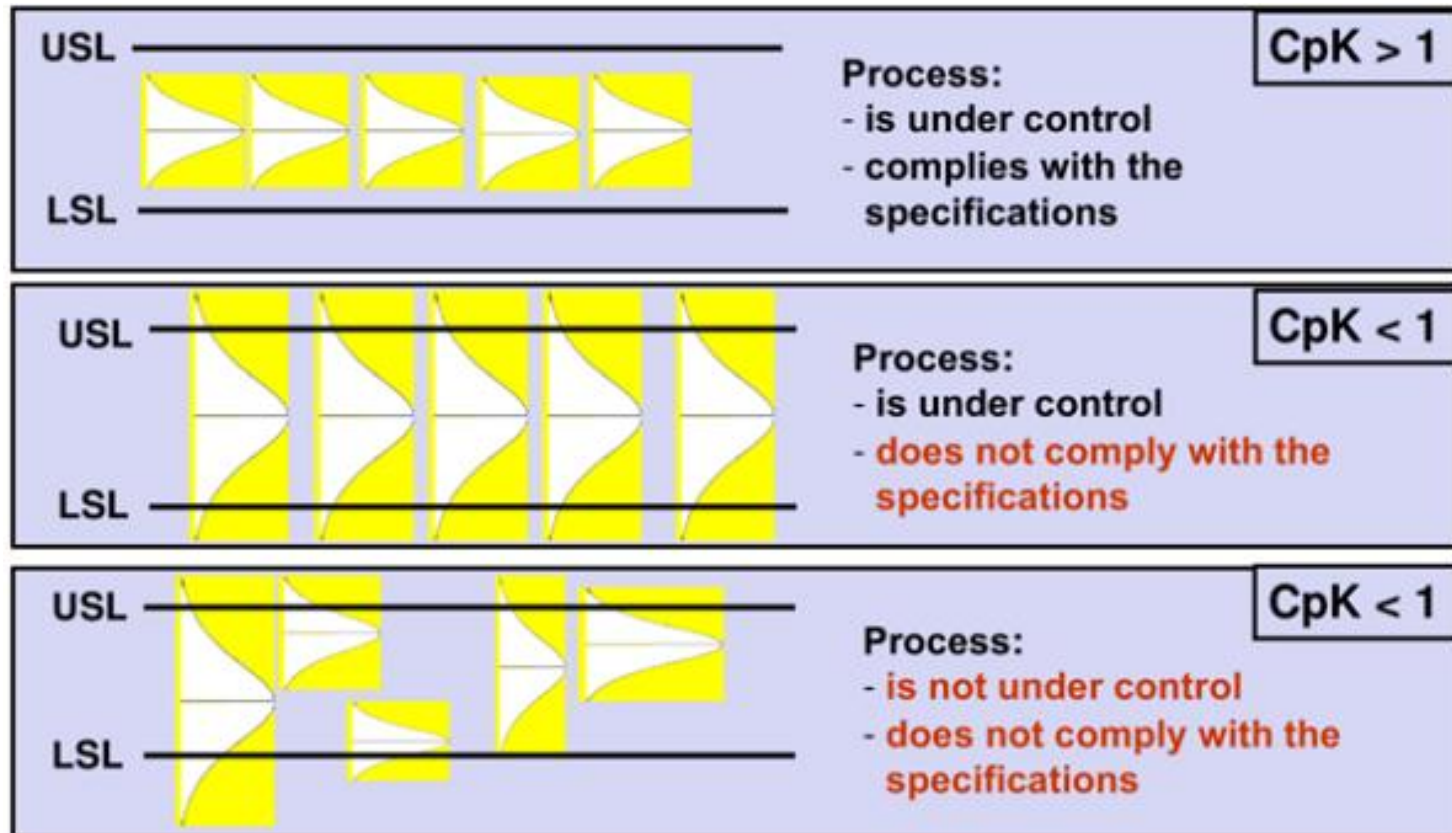 USL
CpK > 1
Process:
- is under control
- complies with the
specifications
LSL
USL
CpK < 1
Process:
- is under control
- does not comply with the
specifications
LSL
USL
CpK < 1
Process:
- is not under control
- does not comply with the
specifications
LSL